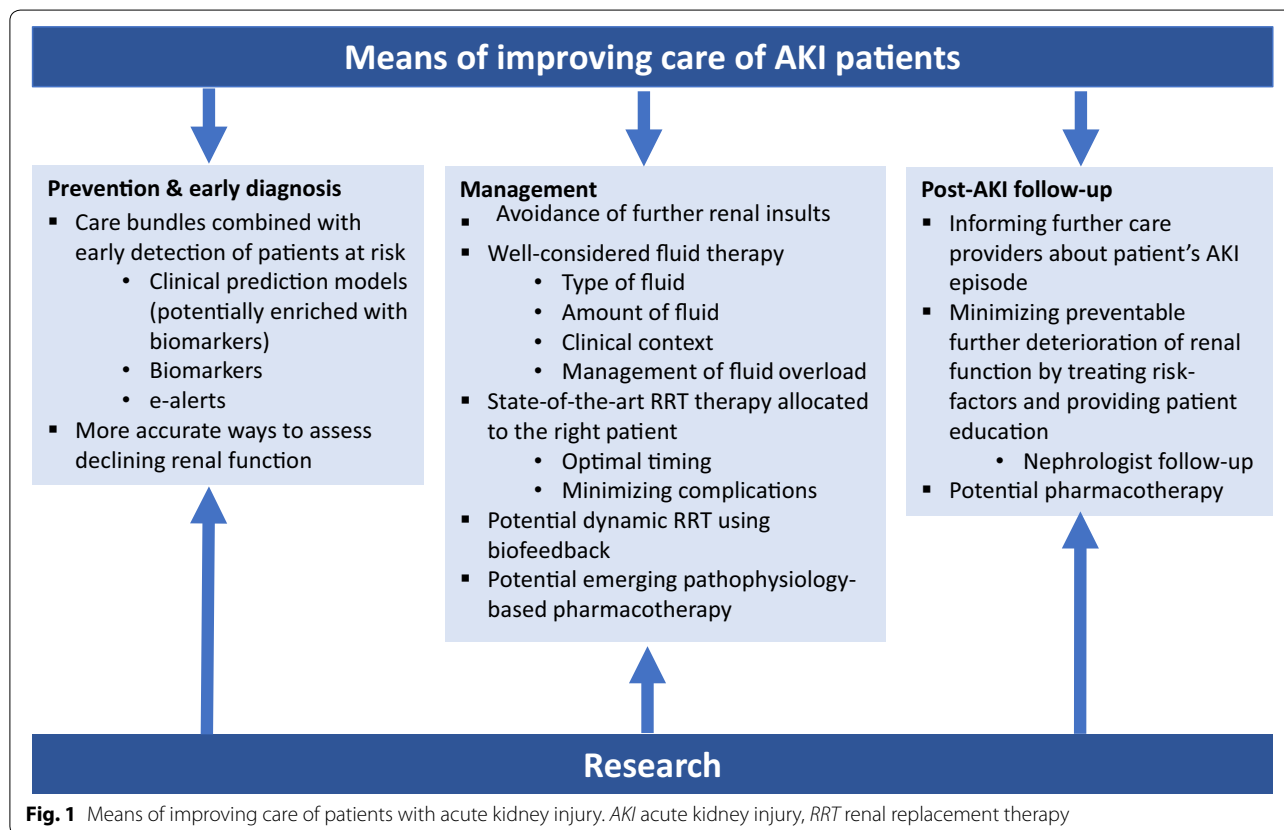 Means of improving care of AKI patients
Prevention & early diagnosis
▪ Care bundles combined with
early detection of patients at risk
• Clinical prediction models
(potentially enriched with
biomarkers)
• Biomarkers
• e-alerts
▪ More accurate ways to assess
declining renal function
Management
▪ Avoidance of further renal insults
▪ Well-considered fluid therapy
• Type of fluid
• Amount of fluid
• Clinical context
• Management of fluid overload
▪ State-of-the-art RRT therapy allocated
to the right patient
• Optimal timing
• Minimizing complications
▪ Potential dynamic RRT using
biofeedback
▪ Potential emerging pathophysiology-
based pharmacotherapy
Post-AKI follow-up
▪ Informing further care
providers about patient’s AKI
episode
▪ Minimizing preventable
further deterioration of renal
function by treating risk-
factors and providing patient
education
• Nephrologist follow-up
▪ Potential pharmacotherapy
Research
Fig. 1 Means of improving care of patients with acute kidney injury. AKI acute kidney injury, RRT renal replacement therapy